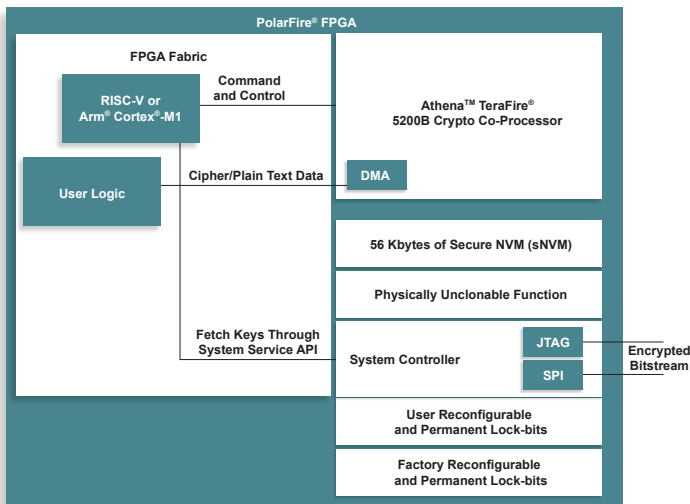 PolarFire® FPGA
FPGA Fabric
RISC-V or
Arm® Cortex®-M1
Command
and Control
Athena™ TeraFire®
5200B Crypto Co-Processor
User Logic
Cipher/Plain Text Data
DMA
56 Kbytes of Secure NVM (sNVM)
Physically Unclonable Function
Fetch Keys Through
System Service API
System Controller
JTAG
SPI
Encrypted
Bitstream
User Reconfigurable
and Permanent Lock-bits
Factory Reconfigurable
and Permanent Lock-bits